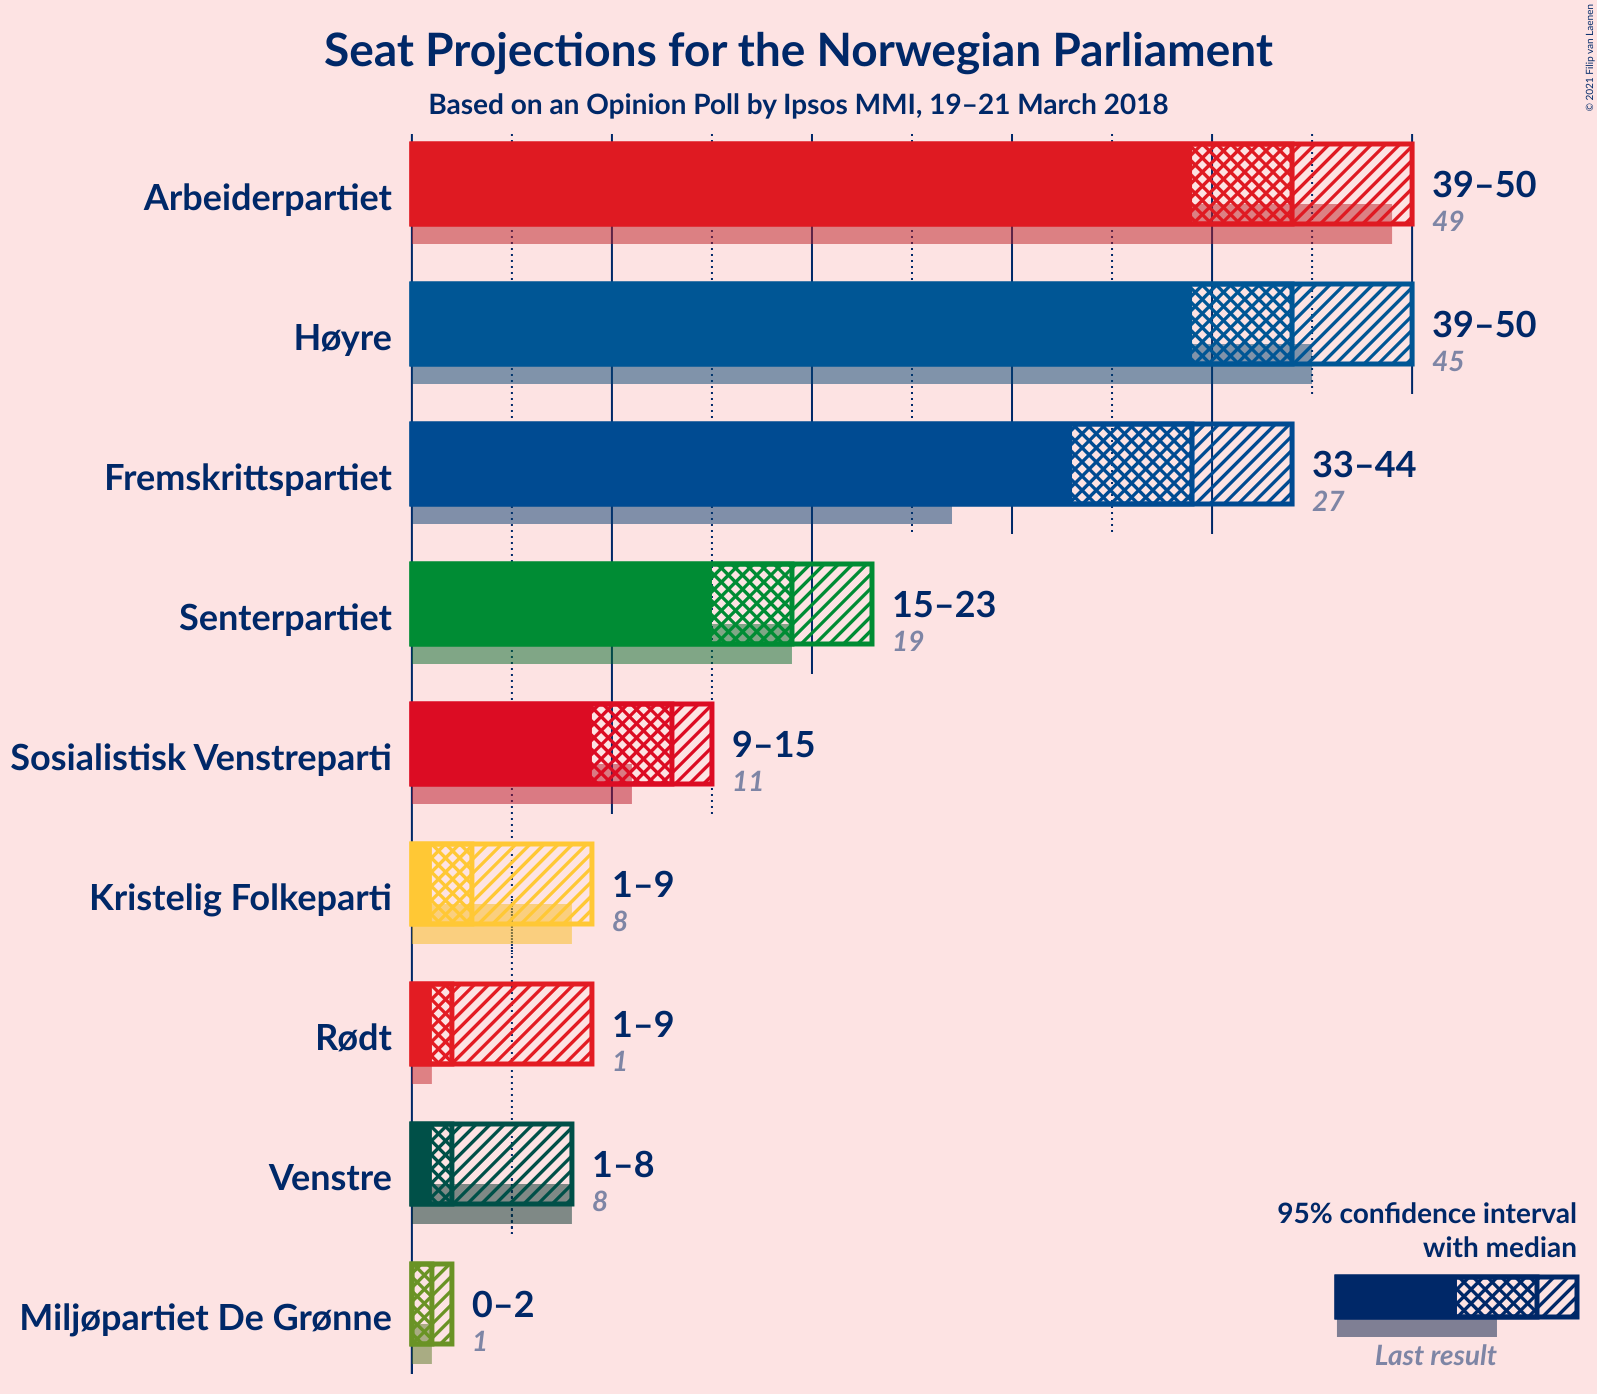 Seat Projections for the Norwegian Parliament
Based on an Opinion Poll by Ipsos MMI, 19–21 March 2018
© 2021 Filip van Laenen
Arbeiderpartiet
39–50
49
Høyre
39–50
45
Fremskrittspartiet
33–44
27
Senterpartiet
15–23
19
Sosialistisk Venstreparti
9–15
11
Kristelig Folkeparti
1–9
8
Rødt
1–9
1
Venstre
1–8
8
Miljøpartiet De Grønne
0–2
1
95% confidence interval
with median
Last result